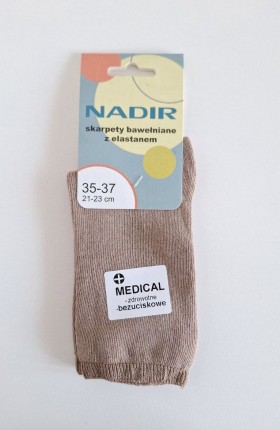 NADIR
skarpety bawełniane
z elastanem
35-37
21-23 cm
MEDICAL
-zdrowotne
-bezuciskowe